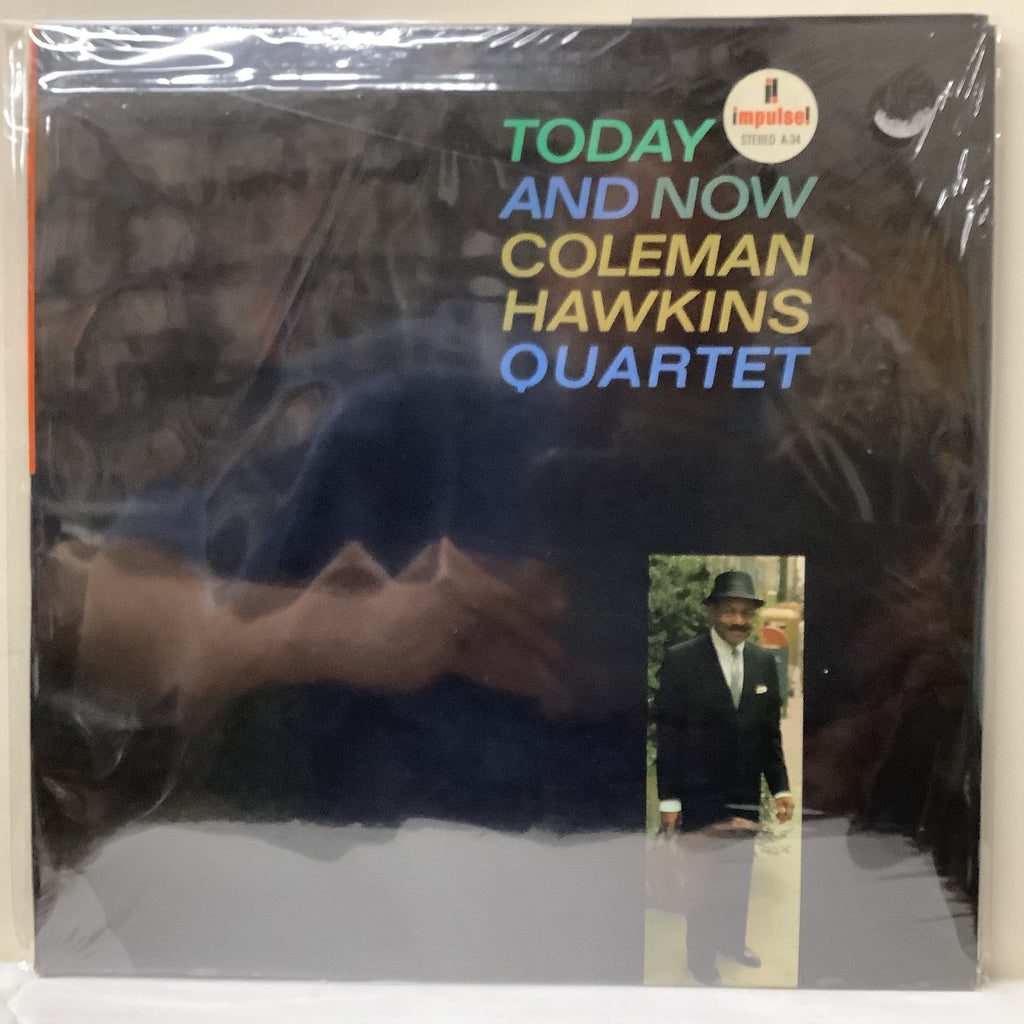 impulse!
STEREO A-34
TODAY
AND NOW
COLEMAN
HAWKINS
QUARTET